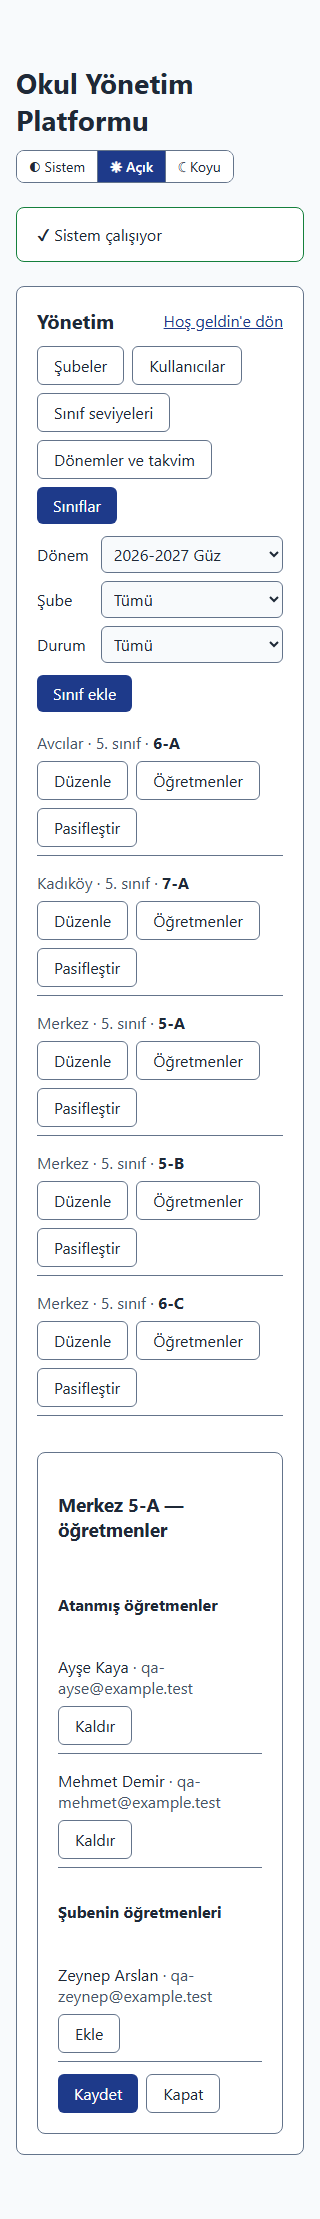 Okul Yönetim
Platformu
◐ Sistem
☀ Açık
☾ Koyu
✓ Sistem çalışıyor
Yönetim
Hoş geldin'e dön
Şubeler
Kullanıcılar
Sınıf seviyeleri
Dönemler ve takvim
Sınıflar
Dönem
2026-2027 Güz
Şube
Tümü
Durum
Tümü
Sınıf ekle
Avcılar · 5. sınıf · 6-A
Düzenle
Öğretmenler
Pasifleştir
Kadıköy · 5. sınıf · 7-A
Düzenle
Öğretmenler
Pasifleştir
Merkez · 5. sınıf · 5-A
Düzenle
Öğretmenler
Pasifleştir
Merkez · 5. sınıf · 5-B
Düzenle
Öğretmenler
Pasifleştir
Merkez · 5. sınıf · 6-C
Düzenle
Öğretmenler
Pasifleştir
Merkez 5-A —
öğretmenler
Atanmış öğretmenler
Ayşe Kaya · qa-
ayse@example.test
Kaldır
Mehmet Demir · qa-
mehmet@example.test
Kaldır
Şubenin öğretmenleri
Zeynep Arslan · qa-
zeynep@example.test
Ekle
Kaydet
Kapat